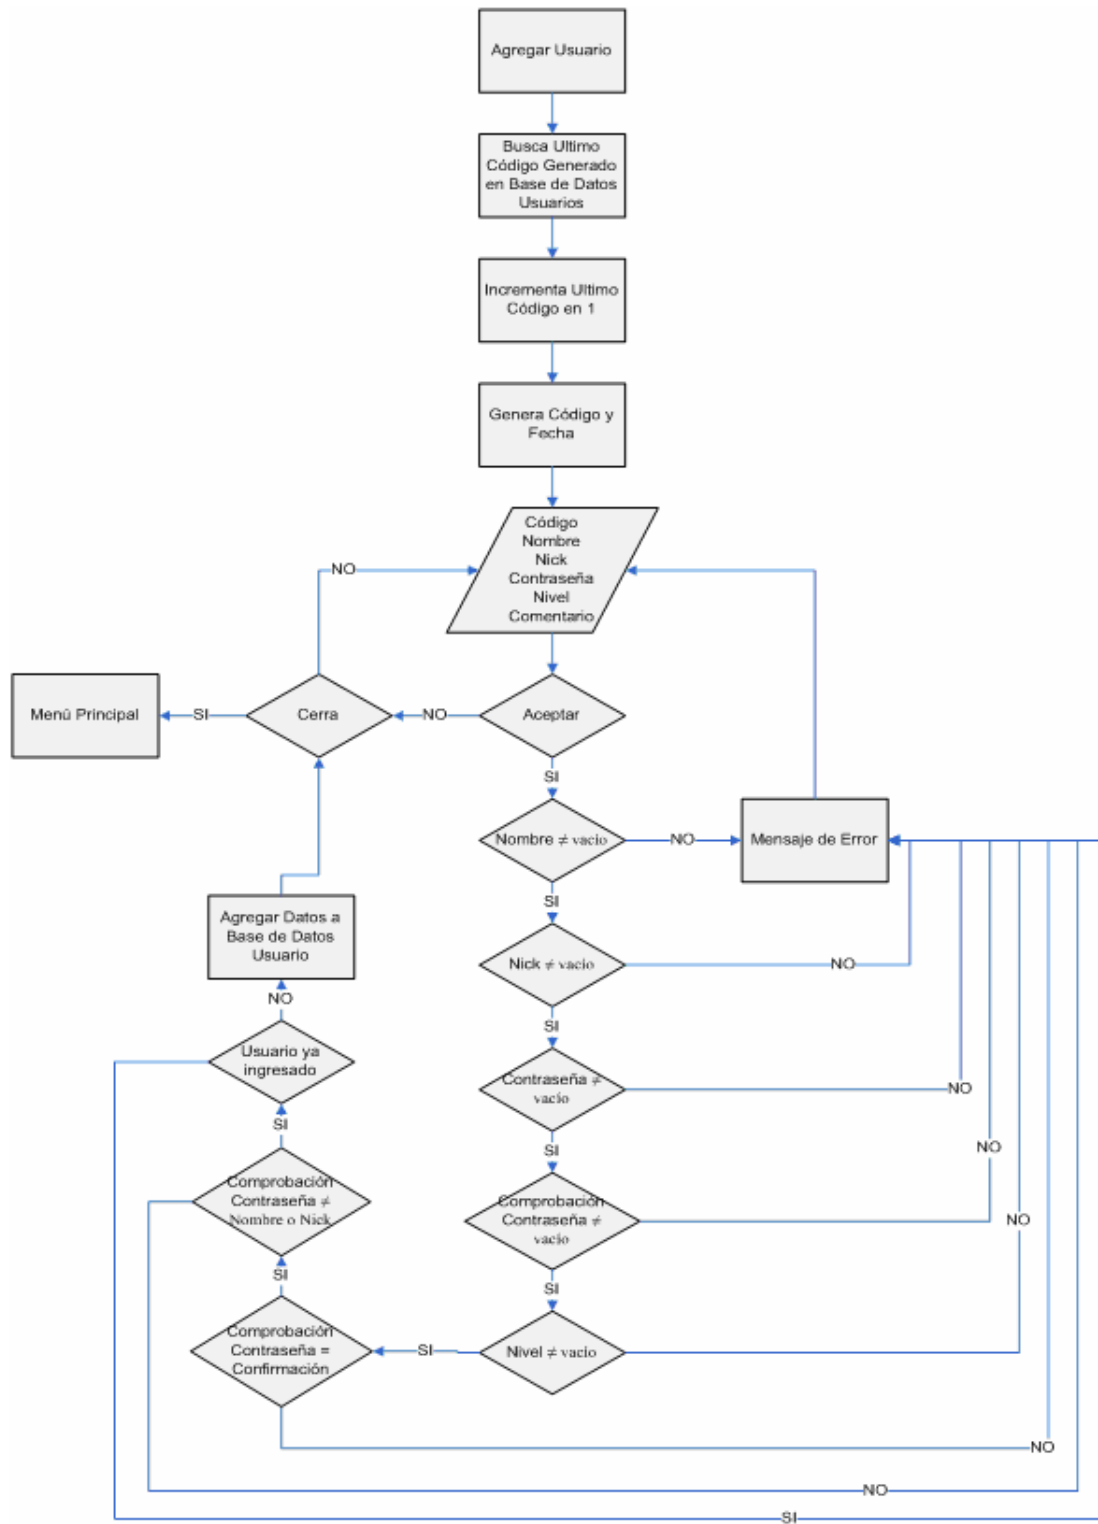 Agregar Usuario
Busca Ultimo
Código Generado
en Base de Datos
Usuarios
Incrementa Ultimo
Código en 1
Genera Código y
Fecha
Código
Nombre
Nick
Contraseña
Nivel
Comentario
NO
Menú Principal
SI
Cerra
NO
Aceptar
SI
Nombre ≠ vacio
NO
Mensaje de Error
SI
Agregar Datos a
Base de Datos
Usuario
Nick ≠ vacio
NO
NO
SI
Usuario ya
ingresado
Contraseña ≠
vacío
NO
SI
SI
NO
Comprobación
Contraseña ≠
Nombre o Nick
Comprobación
Contraseña ≠
vacío
NO
SI
SI
Comprobación
Contraseña =
Confirmación
SI
Nivel ≠ vacio
NO
NO
SI